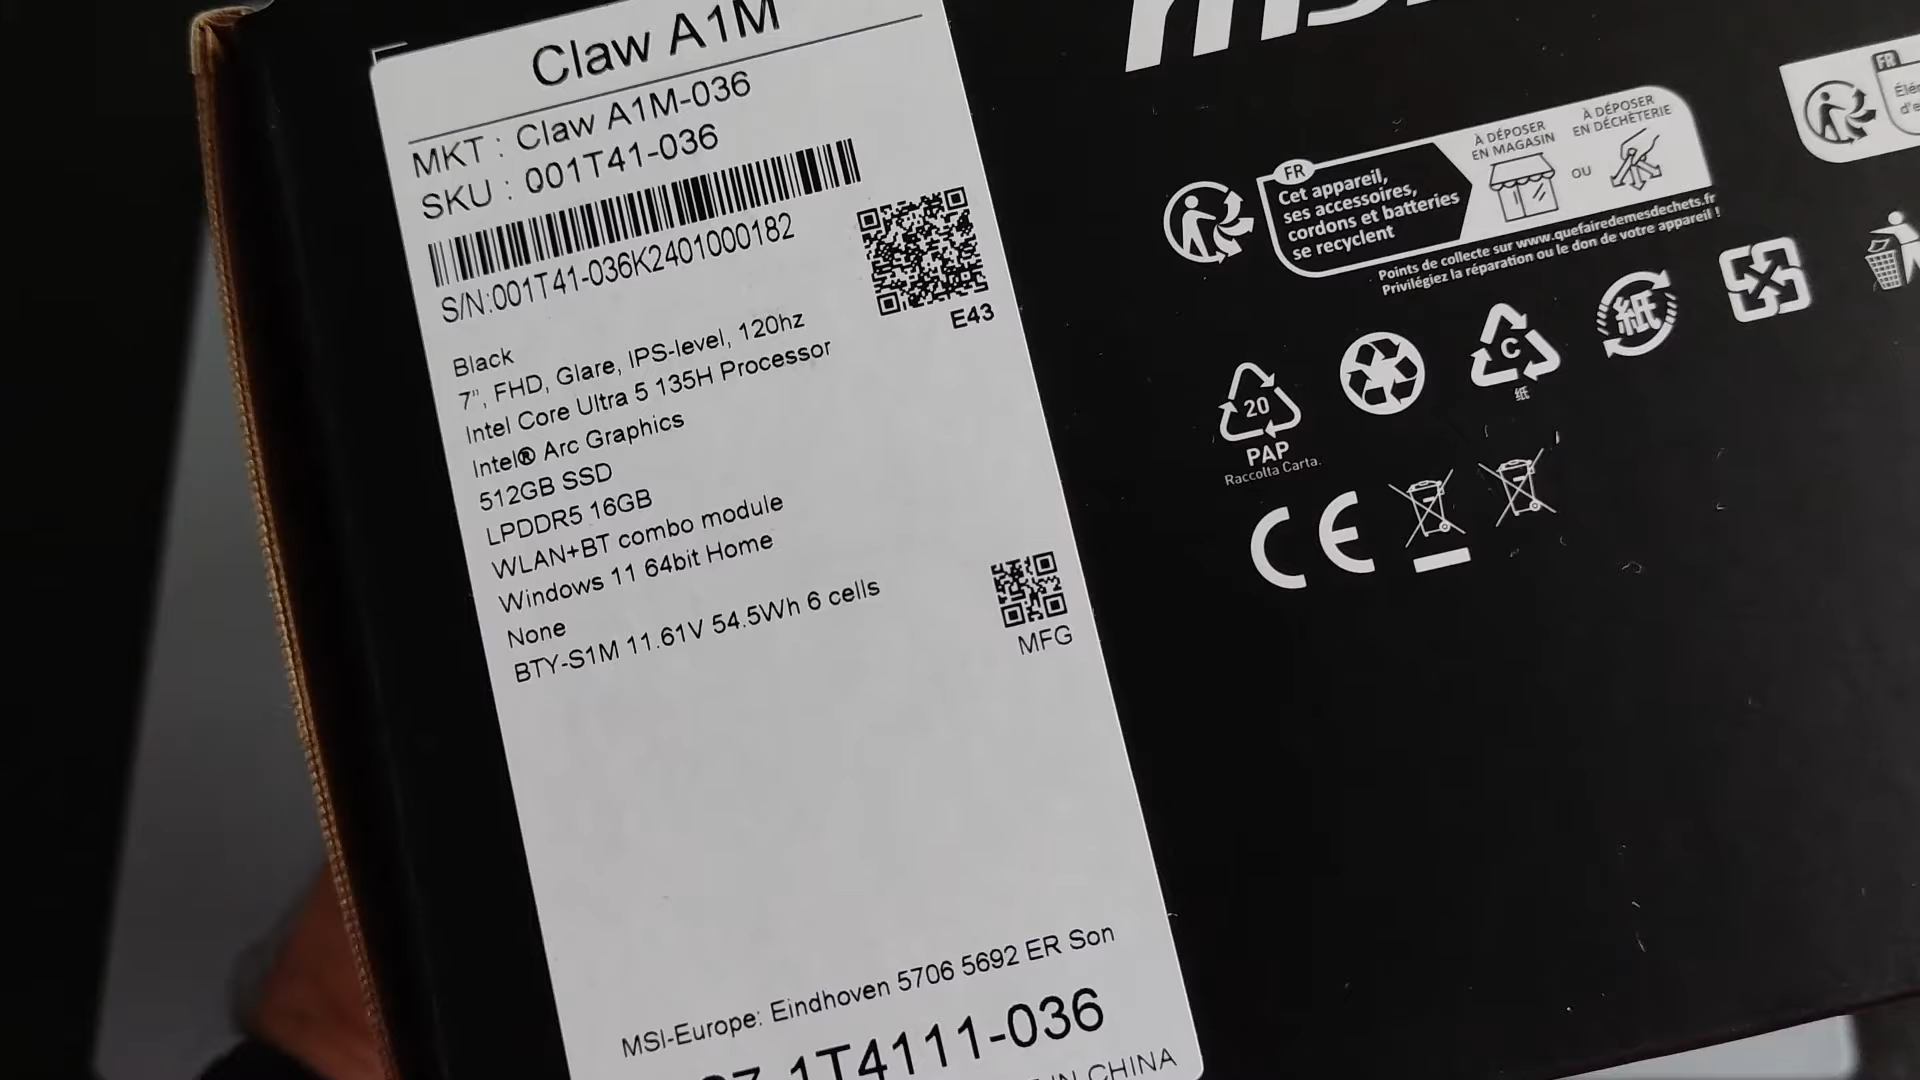 Claw A1M
MKT : Claw A1M-036
SKU : 001T41-036
S/N:001T41-036K2401000182
E43
Black
7", FHD, Glare, IPS-level, 120hz
Intel Core Ultra 5 135H Processor
Intel® Arc Graphics
512GB SSD
LPDDR5 16GB
WLAN+BT combo module
Windows 11 64bit Home
None
BTY-S1M 11.61V 54.5Wh 6 cells
MFG
MSI-Europe: Eindhoven 5706 5692 ER Son
1T4111-036
CHINA
FR
Cet appareil,
ses accessoires,
cordons et batteries
se recyclent
À DÉPOSER
EN MAGASIN
OU
À DÉPOSER
EN DÉCHÈTERIE
Points de collecte sur www.quefairedemesdechets.fr
Privilégiez la réparation ou le don de votre appareil !
FR
20
PAP
Raccolta Carta.
C
纸
紙
CE